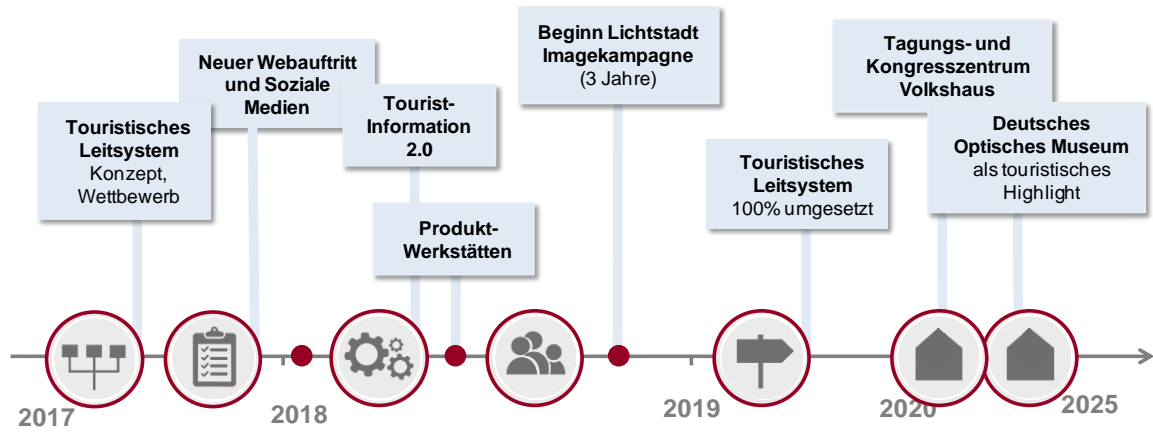 Touristisches
Leitsystem
Konzept,
Wettbewerb
Neuer Webauftritt
und Soziale
Medien
Tourist-
Information
2.0
Produkt-
Werkstätten
Beginn Lichtstadt
Imagekampagne
(3 Jahre)
Touristisches
Leitsystem
100% umgesetzt
Tagungs- und
Kongresszentrum
Volkshaus
Deutsches
Optisches Museum
als touristisches
Highlight
2017
2018
2019
2020
2025